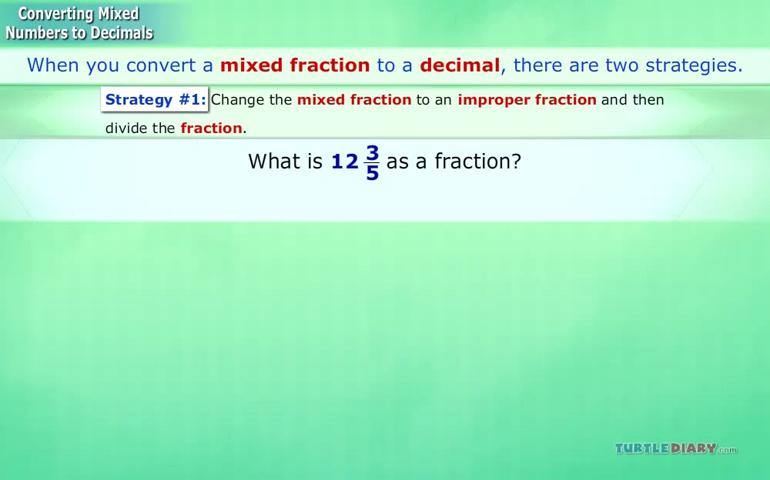 Converting Mixed
Numbers to Decimals
When you convert a mixed fraction to a decimal, there are two strategies.
Strategy #1: Change the mixed fraction to an improper fraction and then
divide the fraction.
What is 12 3/5 as a fraction?
TURTLEDIARY.com